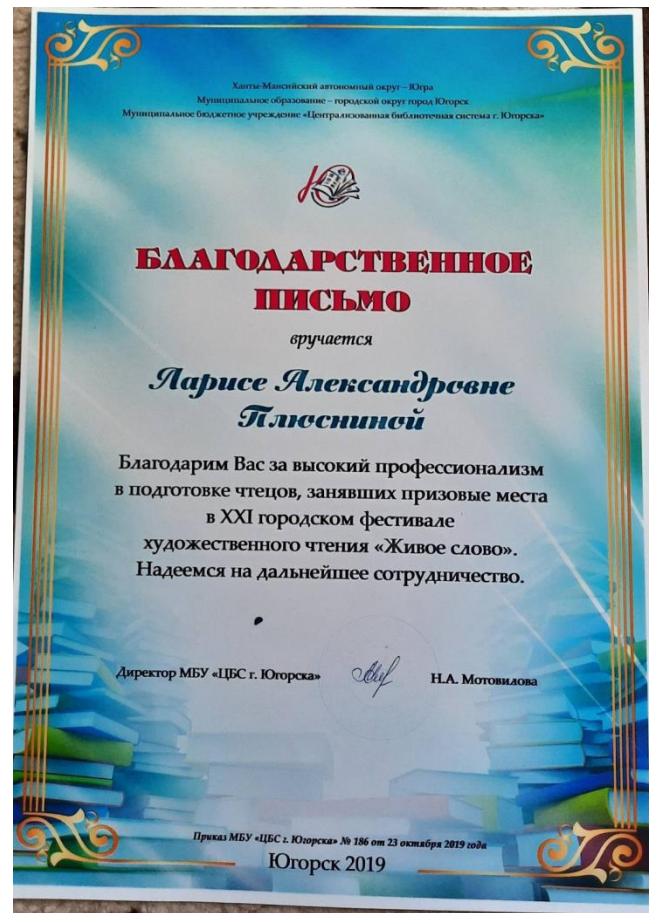 Ханты-Мансийский автономный округ – Югра
Муниципальное образование – городской округ город Югорск
Муниципальное бюджетное учреждение «Централизованная библиотечная система г. Югорска»
Ю
БЛАГОДАРСТВЕННОЕ
ПИСЬМО
вручается
Ларисе Александровне
Плюсниной
Благодарим Вас за высокий профессионализм
в подготовке чтецов, занявших призовые места
в XXI городском фестивале
художественного чтения «Живое слово».
Надеемся на дальнейшее сотрудничество.
Директор МБУ «ЦБС г. Югорска» Н.А. Мотовилова
Приказ МБУ «ЦБС г. Югорска» № 186 от 23 октября 2019 года
Югорск 2019